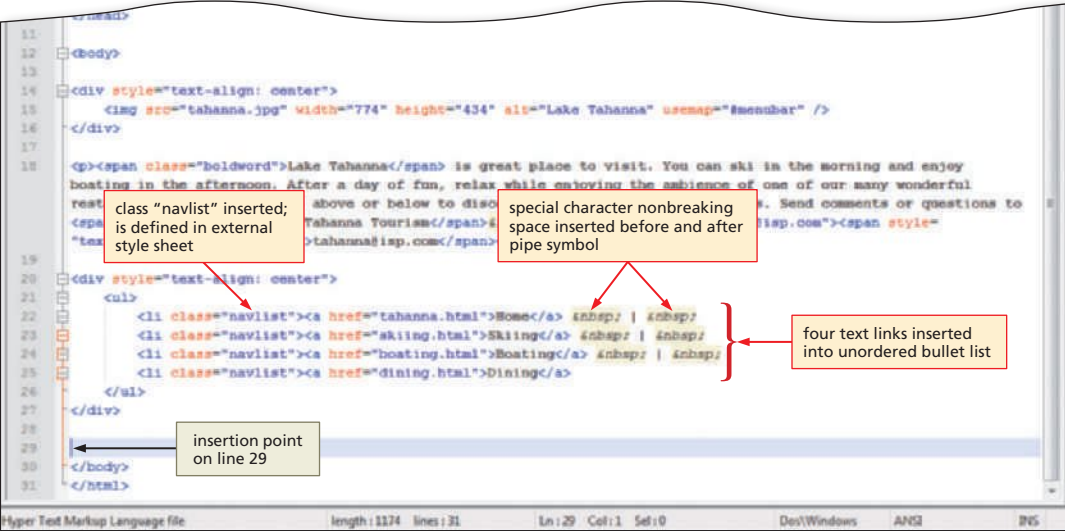 </head>
11
12 <body>
13
14 <div style="text-align: center">
15 <img src="tahanna.jpg" width="774" height="434" alt="Lake Tahanna" usemap="#menubar" />
16 </div>
17
18 <p><span class="boldword">Lake Tahanna</span> is great place to visit. You can ski in the morning and enjoy
boating in the afternoon. After a day of fun, relax while enjoying the ambience of one of our many wonderful
rest above or below to disc s. Send comments or questions to
<spa Tahanna Tourism</span>& isp.com"><span style=
"tex >tahanna@isp.com</span>
class “navlist” inserted;
is defined in external
style sheet
special character nonbreaking
space inserted before and after
pipe symbol
19
20 <div style="text-align: center">
21 <ul>
22 <li class="navlist"><a href="tahanna.html">Home</a> &nbsp; | &nbsp;
23 <li class="navlist"><a href="skiing.html">Skiing</a> &nbsp; | &nbsp;
24 <li class="navlist"><a href="boating.html">Boating</a> &nbsp; | &nbsp;
25 <li class="navlist"><a href="dining.html">Dining</a>
26 </ul>
27 </div>
four text links inserted
into unordered bullet list
28
29
insertion point
on line 29
30 </body>
31 </html>
Hyper Text Markup Language file length : 1174 lines : 31 Ln : 29 Col : 1 Sel : 0 Dos\Windows ANSI INS